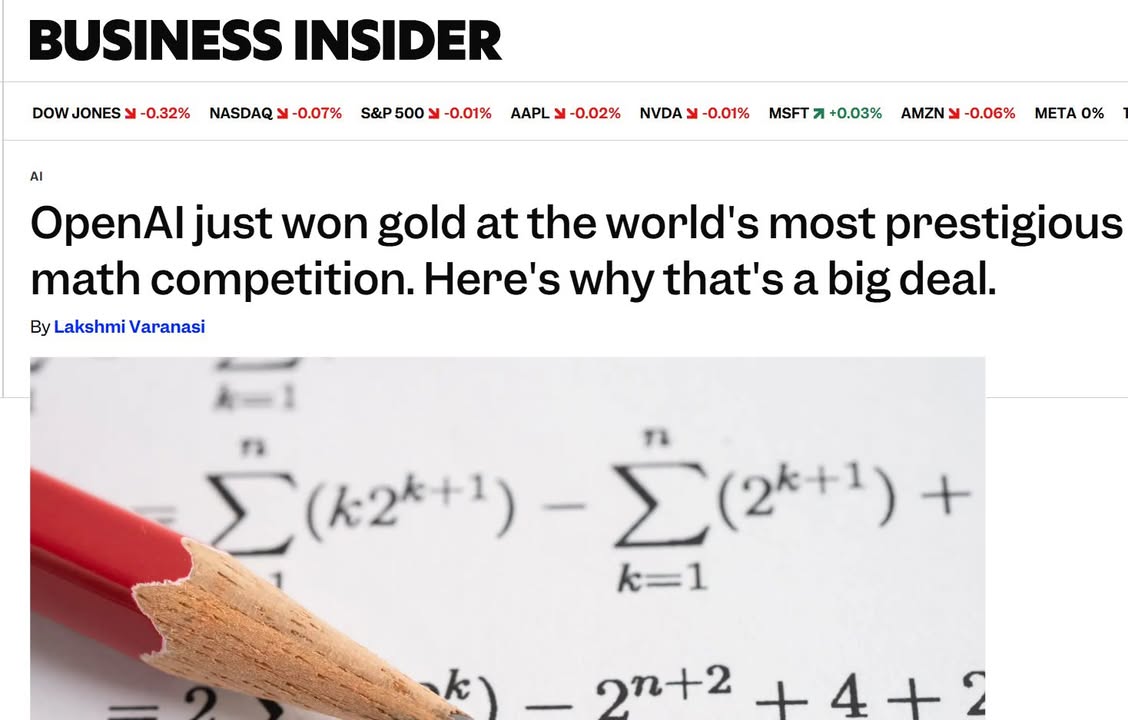 BUSINESS INSIDER
DOW JONES -0.32% NASDAQ -0.07% S&P 500 -0.01% AAPL -0.02% NVDA -0.01% MSFT +0.03% AMZN -0.06% META 0%
AI
OpenAI just won gold at the world's most prestigious
math competition. Here's why that's a big deal.
By Lakshmi Varanasi
k=1
n n
= ∑ (k2^{k+1}) − ∑ (2^{k+1}) +
1 k=1
= 2 k) − 2^{n+2} + 4 + 2